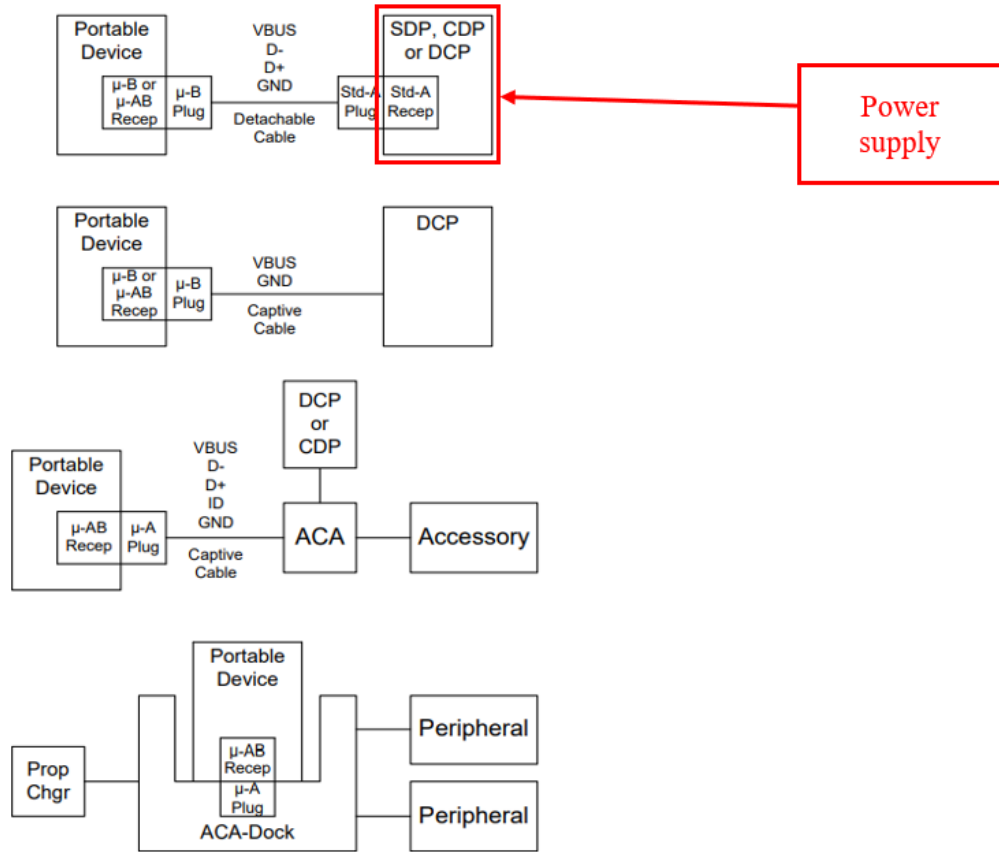 Portable
Device
μ-B or
μ-AB
Recep
μ-B
Plug
VBUS
D-
D+
GND
Detachable
Cable
Std-A
Plug
Std-A
Recep
SDP, CDP
or DCP
Power
supply
Portable
Device
μ-B or
μ-AB
Recep
μ-B
Plug
VBUS
GND
Captive
Cable
DCP
Portable
Device
μ-AB
Recep
μ-A
Plug
VBUS
D-
D+
ID
GND
Captive
Cable
DCP
or
CDP
ACA
Accessory
Prop
Chgr
Portable
Device
μ-AB
Recep
μ-A
Plug
ACA-Dock
Peripheral
Peripheral